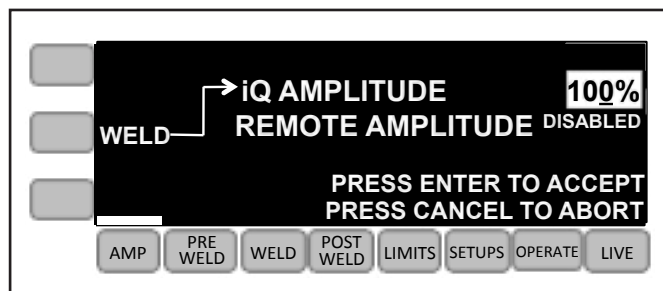 iQ AMPLITUDE 100%
WELD REMOTE AMPLITUDE DISABLED
PRESS ENTER TO ACCEPT
PRESS CANCEL TO ABORT
AMP PRE WELD WELD POST WELD LIMITS SETUPS OPERATE LIVE